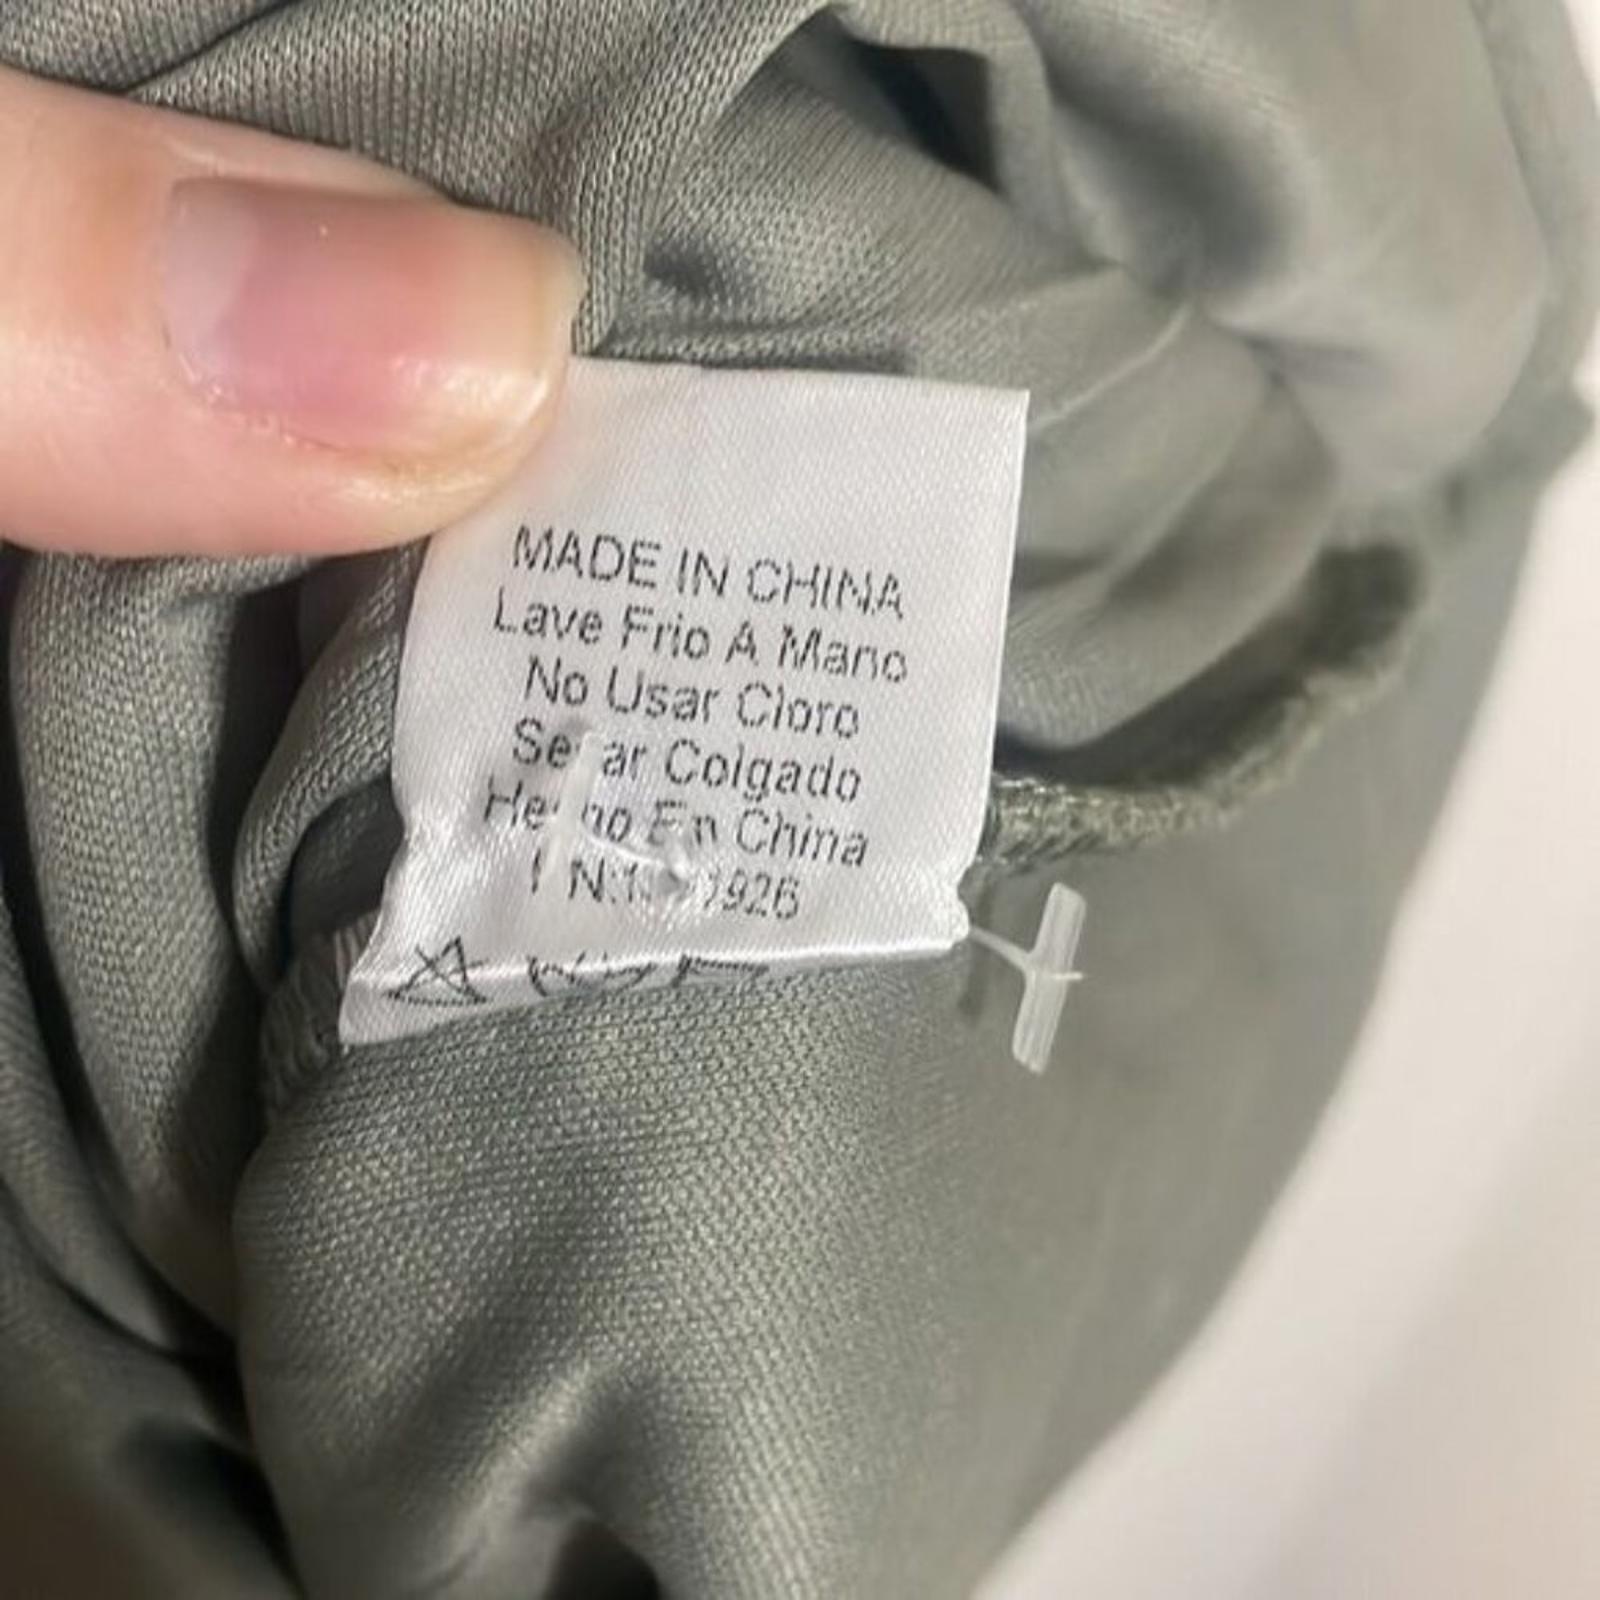 MADE IN CHINA
Lave Frio A Mano
No Usar Cloro
Colgado
En China